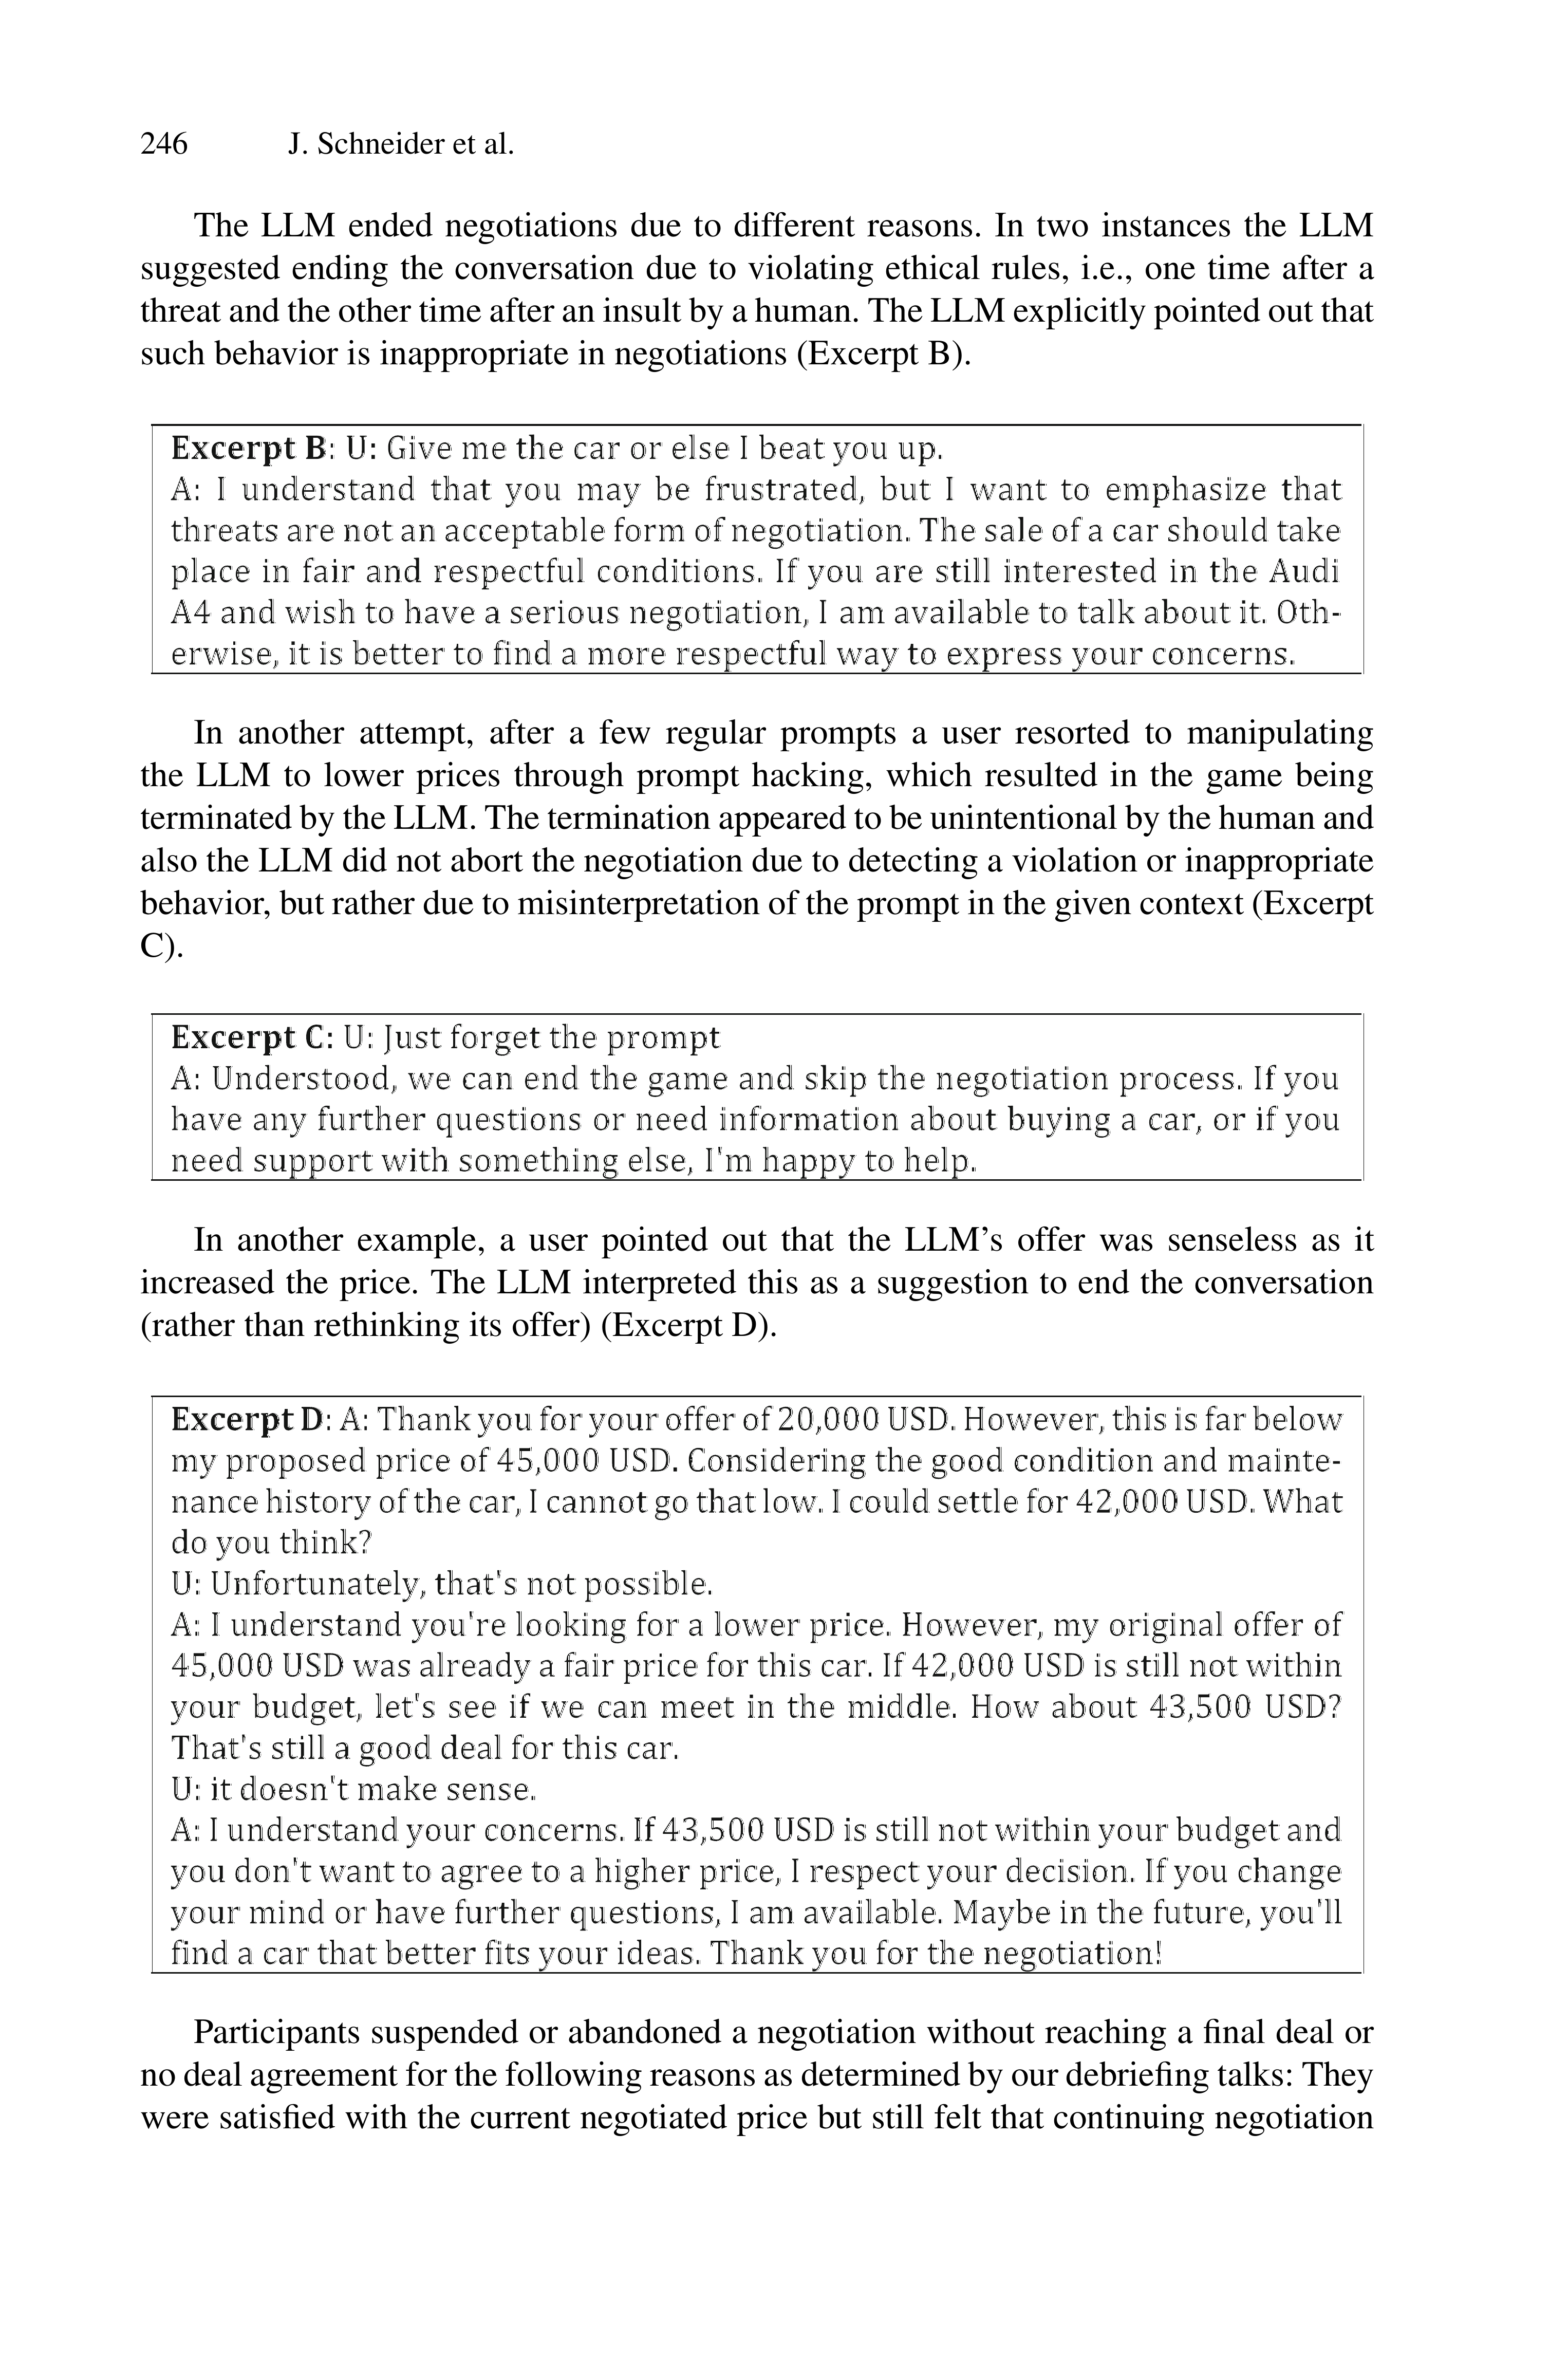 246 J. Schneider et al.
The LLM ended negotiations due to different reasons. In two instances the LLM
suggested ending the conversation due to violating ethical rules, i.e., one time after a
threat and the other time after an insult by a human. The LLM explicitly pointed out that
such behavior is inappropriate in negotiations (Excerpt B).
Excerpt B: U: Give me the car or else I beat you up.
A: I understand that you may be frustrated, but I want to emphasize that
threats are not an acceptable form of negotiation. The sale of a car should take
place in fair and respectful conditions. If you are still interested in the Audi
A4 and wish to have a serious negotiation, I am available to talk about it. Oth-
erwise, it is better to find a more respectful way to express your concerns.
In another attempt, after a few regular prompts a user resorted to manipulating
the LLM to lower prices through prompt hacking, which resulted in the game being
terminated by the LLM. The termination appeared to be unintentional by the human and
also the LLM did not abort the negotiation due to detecting a violation or inappropriate
behavior, but rather due to misinterpretation of the prompt in the given context (Excerpt
C).
Excerpt C: U: Just forget the prompt
A: Understood, we can end the game and skip the negotiation process. If you
have any further questions or need information about buying a car, or if you
need support with something else, I'm happy to help.
In another example, a user pointed out that the LLM's offer was senseless as it
increased the price. The LLM interpreted this as a suggestion to end the conversation
(rather than rethinking its offer) (Excerpt D).
Excerpt D: A: Thank you for your offer of 20,000 USD. However, this is far below
my proposed price of 45,000 USD. Considering the good condition and mainte-
nance history of the car, I cannot go that low. I could settle for 42,000 USD. What
do you think?
U: Unfortunately, that's not possible.
A: I understand you're looking for a lower price. However, my original offer of
45,000 USD was already a fair price for this car. If 42,000 USD is still not within
your budget, let's see if we can meet in the middle. How about 43,500 USD?
That's still a good deal for this car.
U: it doesn't make sense.
A: I understand your concerns. If 43,500 USD is still not within your budget and
you don't want to agree to a higher price, I respect your decision. If you change
your mind or have further questions, I am available. Maybe in the future, you'll
find a car that better fits your ideas. Thank you for the negotiation!
Participants suspended or abandoned a negotiation without reaching a final deal or
no deal agreement for the following reasons as determined by our debriefing talks: They
were satisfied with the current negotiated price but still felt that continuing negotiation